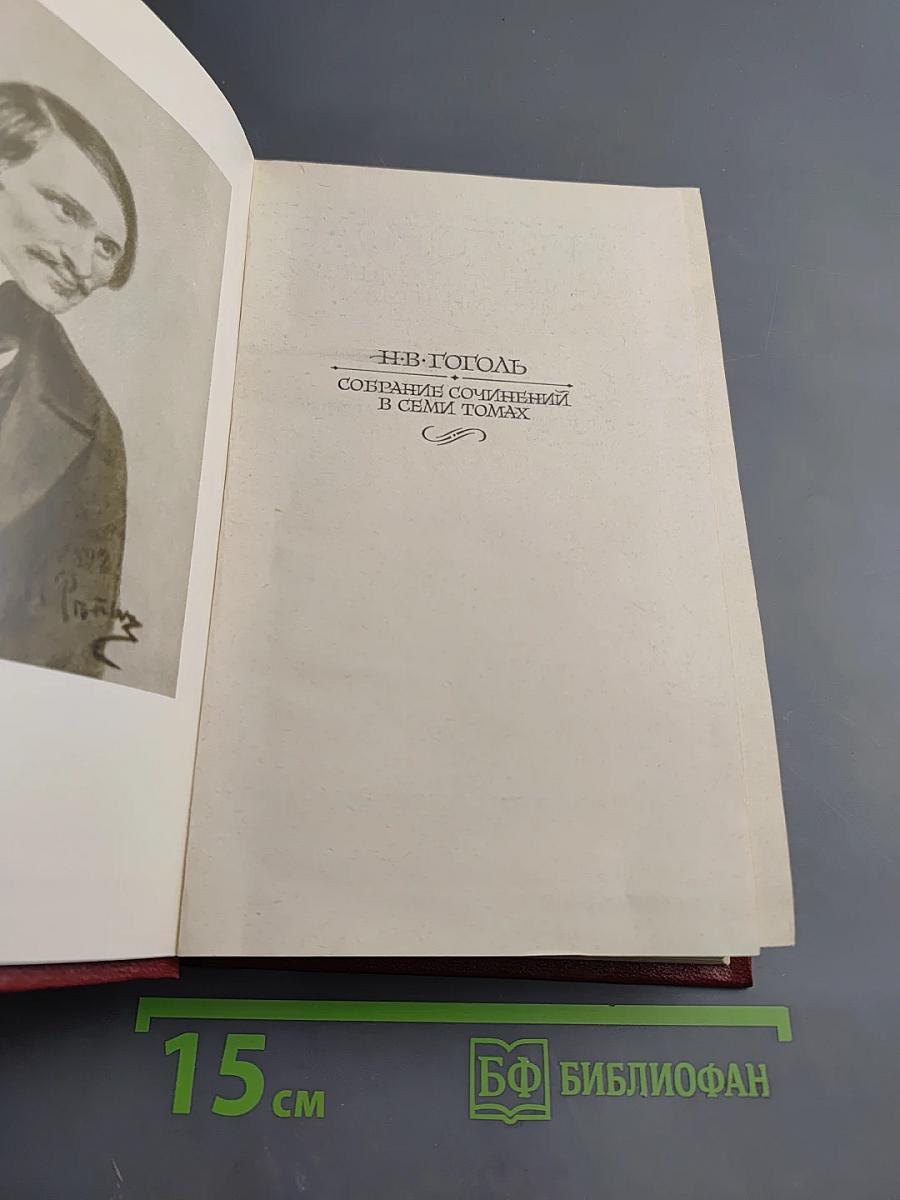 Н·В·ГОГОЛЬ
СОБРАНИЕ СОЧИНЕНИЙ
В СЕМИ ТОМАХ
15 см
БФ БИБЛИОФАН